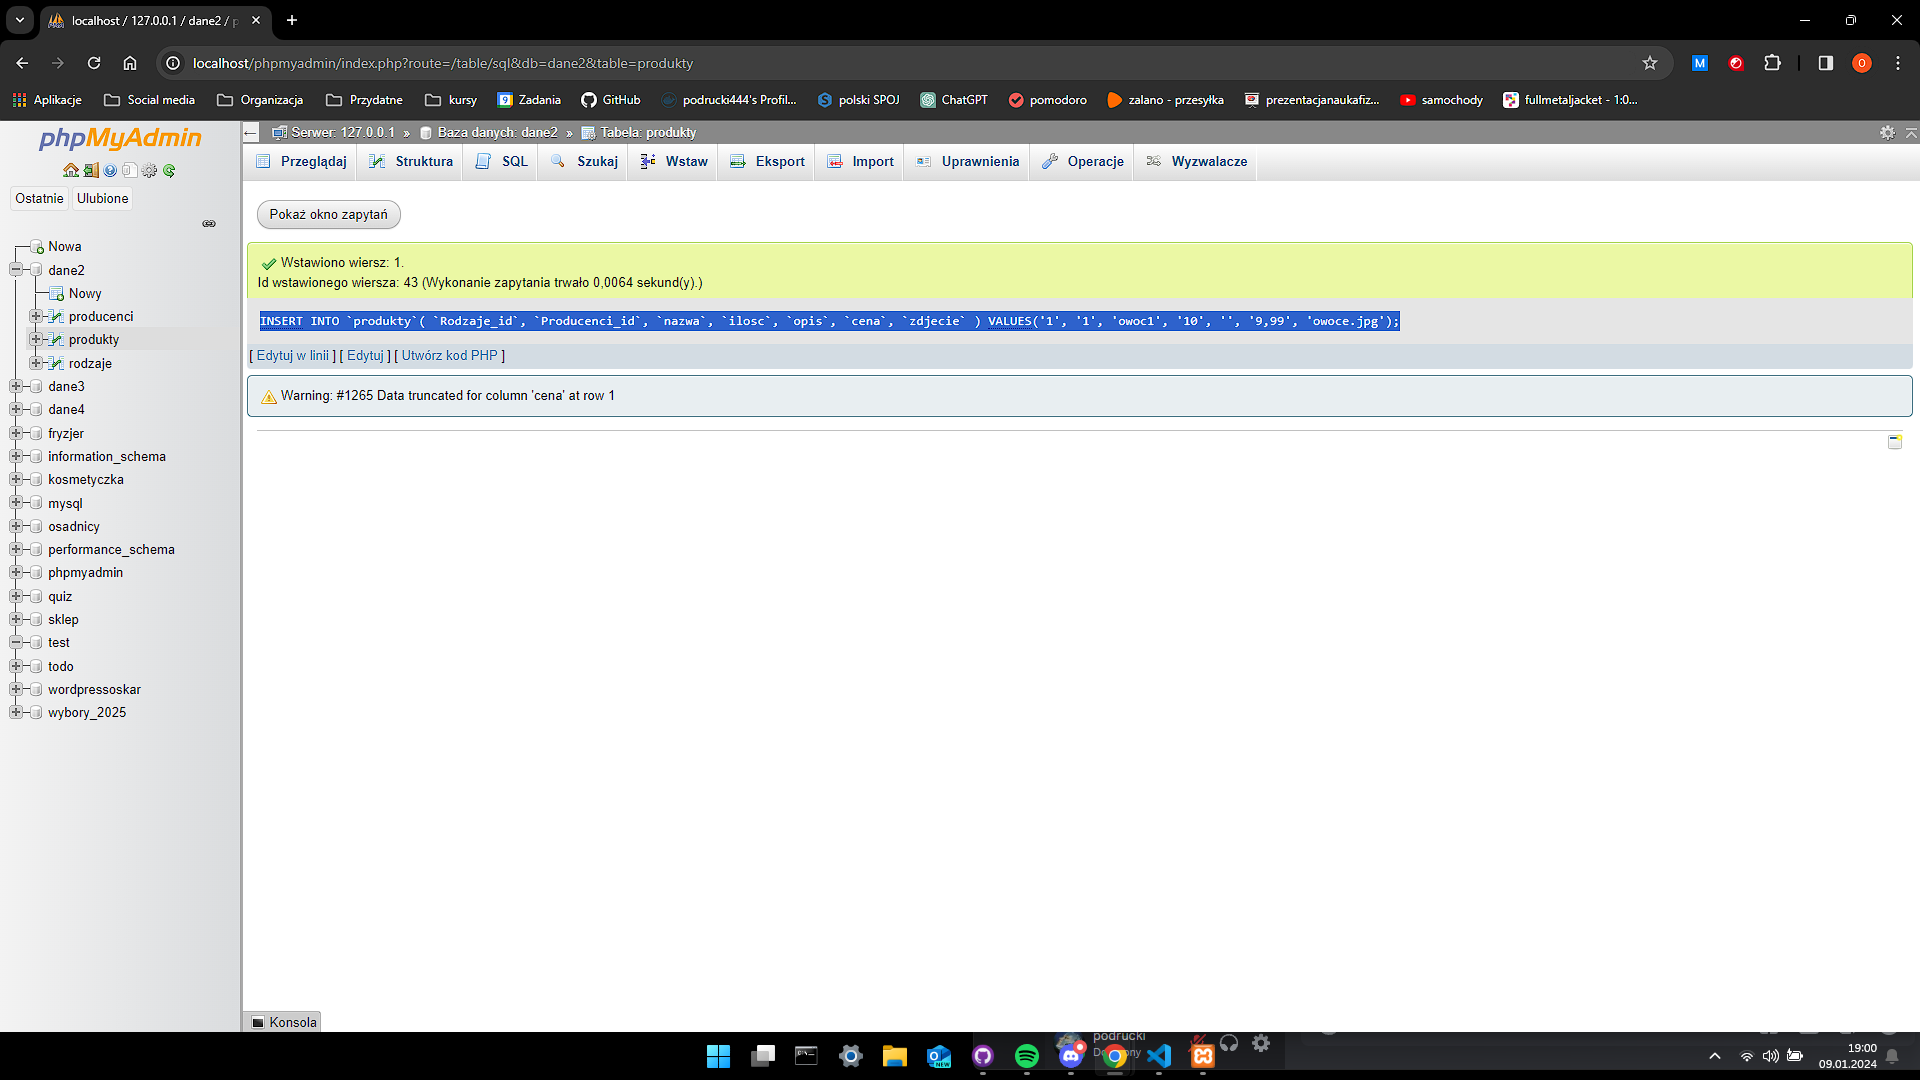 localhost / 127.0.0.1 / dane2 / p
localhost/phpmyadmin/index.php?route=/table/sql&db=dane2&table=produkty
Aplikacje Social media Organizacja Przydatne kursy Zadania GitHub podrucki444's Profil... polski SPOJ ChatGPT pomodoro zalano - przesyłka prezentacjanaukafiz... samochody fullmetaljacket - 1:0...
phpMyAdmin
Ostatnie Ulubione
Nowa
dane2
Nowy
producenci
produkty
rodzaje
dane3
dane4
fryzjer
information_schema
kosmetyczka
mysql
osadnicy
performance_schema
phpmyadmin
quiz
sklep
test
todo
wordpressoskar
wybory_2025
Serwer: 127.0.0.1 » Baza danych: dane2 » Tabela: produkty
Przeglądaj Struktura SQL Szukaj Wstaw Eksport Import Uprawnienia Operacje Wyzwalacze
Pokaż okno zapytań
Wstawiono wiersz: 1.
Id wstawionego wiersza: 43 (Wykonanie zapytania trwało 0,0064 sekund(y).)
INSERT INTO `produkty`( `Rodzaje_id`, `Producenci_id`, `nazwa`, `ilosc`, `opis`, `cena`, `zdjecie` ) VALUES('1', '1', 'owoc1', '10', '', '9,99', 'owoce.jpg');
[ Edytuj w linii ] [ Edytuj ] [ Utwórz kod PHP ]
Warning: #1265 Data truncated for column 'cena' at row 1
Konsola
podrucki
19:00
09.01.2024